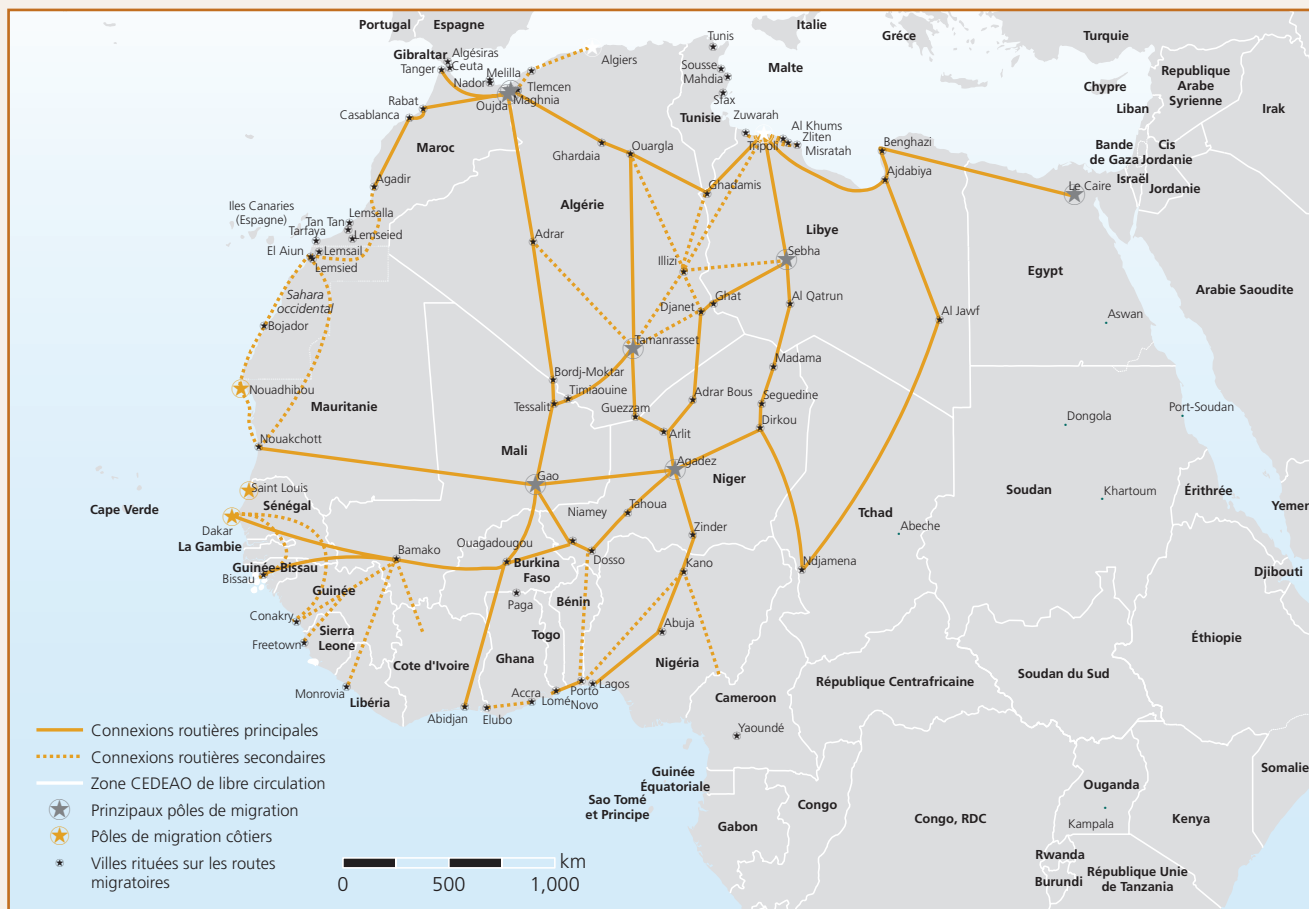 Portugal
Espagne
Italie
Gréce
Turquie
Gibraltar
Algésiras
Ceuta
Tanger
Nador
Melilla
Algiers
Tunis
Sousse
Mahdia
Malte
Chypre
Republique
Arabe
Syrienne
Liban
Irak
Tlemcen
Maghnia
Oujda
Rabat
Casablanca
Sfax
Tunisie
Zuwarah
Al Khums
Zliten
Misratah
Tripoli
Benghazi
Bande
de Gaza
Cis
Jordanie
Israël
Jordanie
Maroc
Ghardaia
Ouargla
Ghadamis
Ajdabiya
Le Caire
Agadir
Iles Canaries
(Espagne)
Lemsalla
Tan Tan
Tarfaya
Lemseied
El Aiun
Lemsail
Lemsied
Algérie
Adrar
Libye
Illizi
Sebha
Egypt
Arabie Saoudite
Sahara
occidental
Bojador
Djanet
Ghat
Al Qatrun
Al Jawf
Aswan
Tamanrasset
Nouadhibou
Mauritanie
Bordj-Moktar
Timiaouine
Tessalit
Guezzam
Adrar Bous
Madama
Seguedine
Dirkou
Dongola
Port-Soudan
Nouakchott
Mali
Arlit
Gao
Agadez
Niger
Cape Verde
Saint Louis
Sénégal
Dakar
La Gambie
Niamey
Tahoua
Zinder
Tchad
Abeche
Soudan
Khartoum
Érithrée
Yemen
Bamako
Ouagadougou
Burkina
Faso
Dosso
Kano
Ndjamena
Guinée-Bissau
Bissau
Guinée
Paga
Bénin
Djibouti
Conakry
Sierra
Leone
Freetown
Togo
Abuja
Cote d'Ivoire
Ghana
Nigéria
Éthiopie
Monrovia
Libéria
Abidjan
Elubo
Accra
Lomé
Porto
Novo
Lagos
Cameroon
République Centrafricaine
Soudan du Sud
Yaoundé
Connexions routières principales
Connexions routières secondaires
Zone CEDEAO de libre circulation
Prinzipaux pôles de migration
Pôles de migration côtiers
Villes rituées sur les routes
migratoires
km
0
500
1,000
Guinée
Équatoriale
Sao Tomé
et Principe
Gabon
Congo
Congo, RDC
Ouganda
Kampala
Kenya
Somalie
Rwanda
Burundi
République Unie
de Tanzania